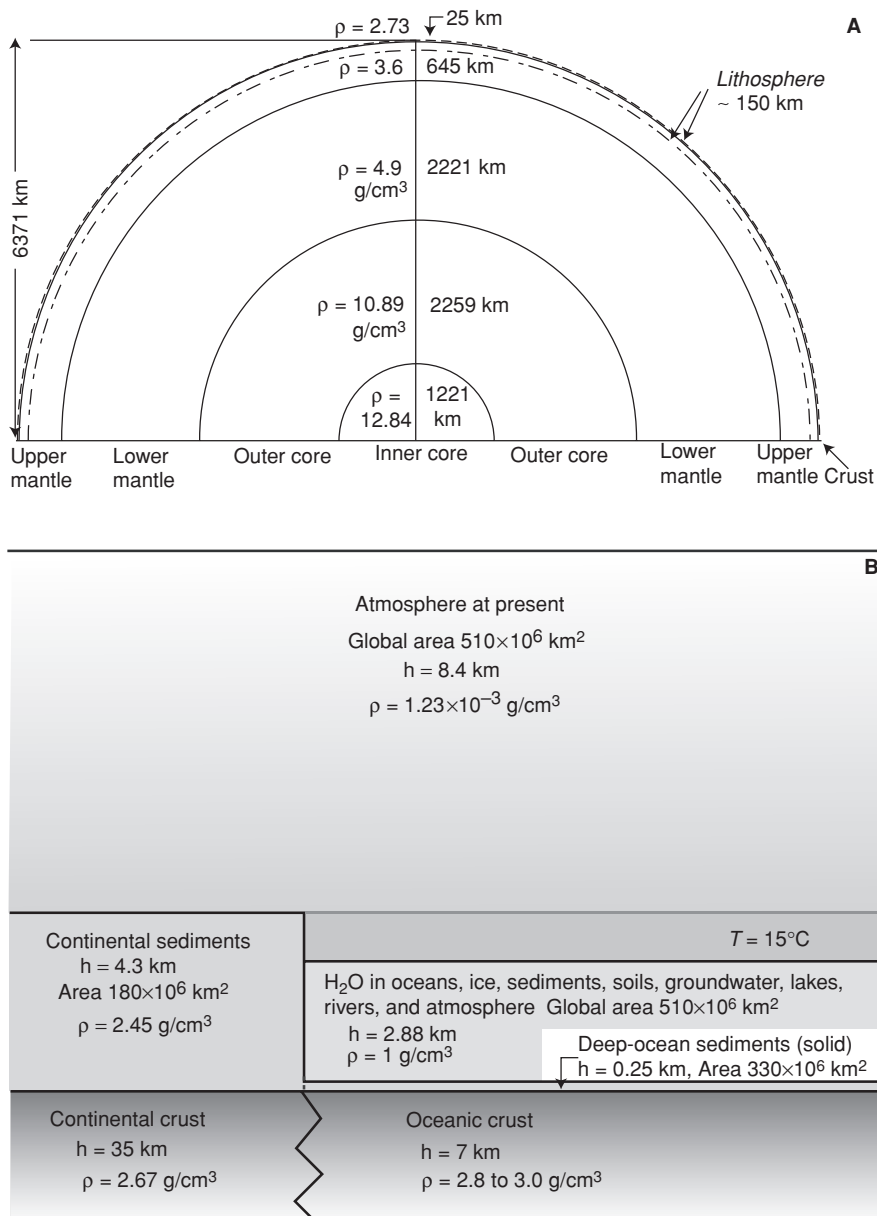 A
ρ = 2.73
25 km
ρ = 3.6
645 km
Lithosphere
~ 150 km
6371 km
ρ = 4.9
g/cm³
2221 km
ρ = 10.89
g/cm³
2259 km
ρ =
12.84
1221
km
Upper
mantle
Lower
mantle
Outer core
Inner core
Outer core
Lower
mantle
Upper
mantle
Crust
B
Atmosphere at present
Global area 510×10⁶ km²
h = 8.4 km
ρ = 1.23×10⁻³ g/cm³
Continental sediments
h = 4.3 km
Area 180×10⁶ km²
ρ = 2.45 g/cm³
T = 15°C
H₂O in oceans, ice, sediments, soils, groundwater, lakes,
rivers, and atmosphere Global area 510×10⁶ km²
h = 2.88 km
ρ = 1 g/cm³
Deep-ocean sediments (solid)
h = 0.25 km, Area 330×10⁶ km²
Continental crust
h = 35 km
ρ = 2.67 g/cm³
Oceanic crust
h = 7 km
ρ = 2.8 to 3.0 g/cm³